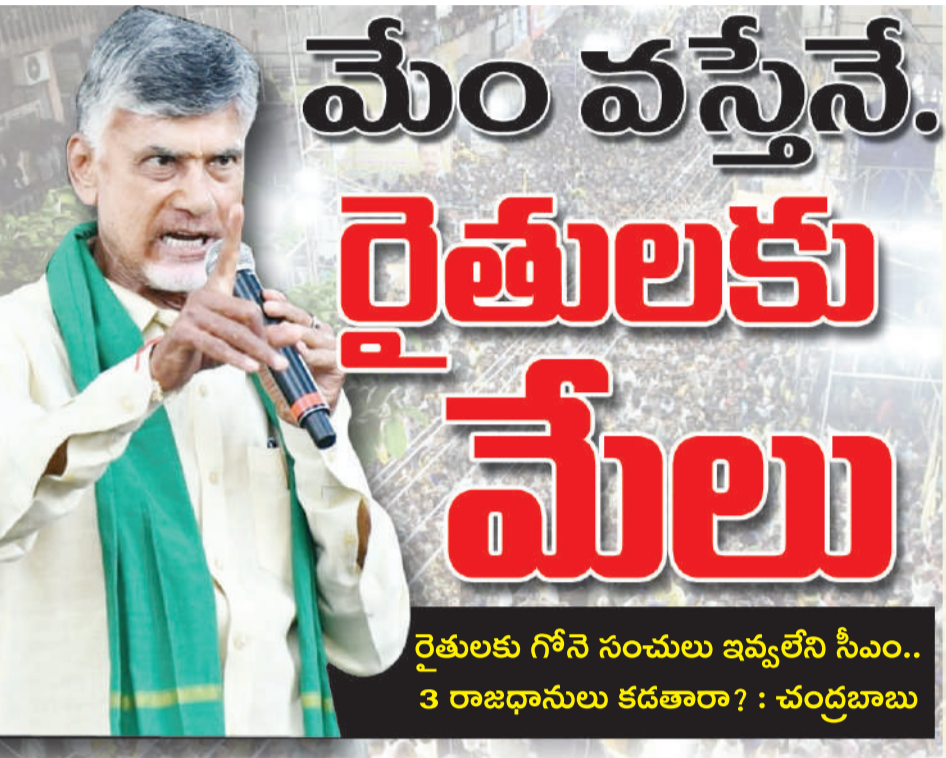 మేం వస్తేనే.
రైతులకు
మేలు
రైతులకు గోనె సంచులు ఇవ్వలేని సీఎం..
3 రాజధానులు కడతారా? : చంద్రబాబు